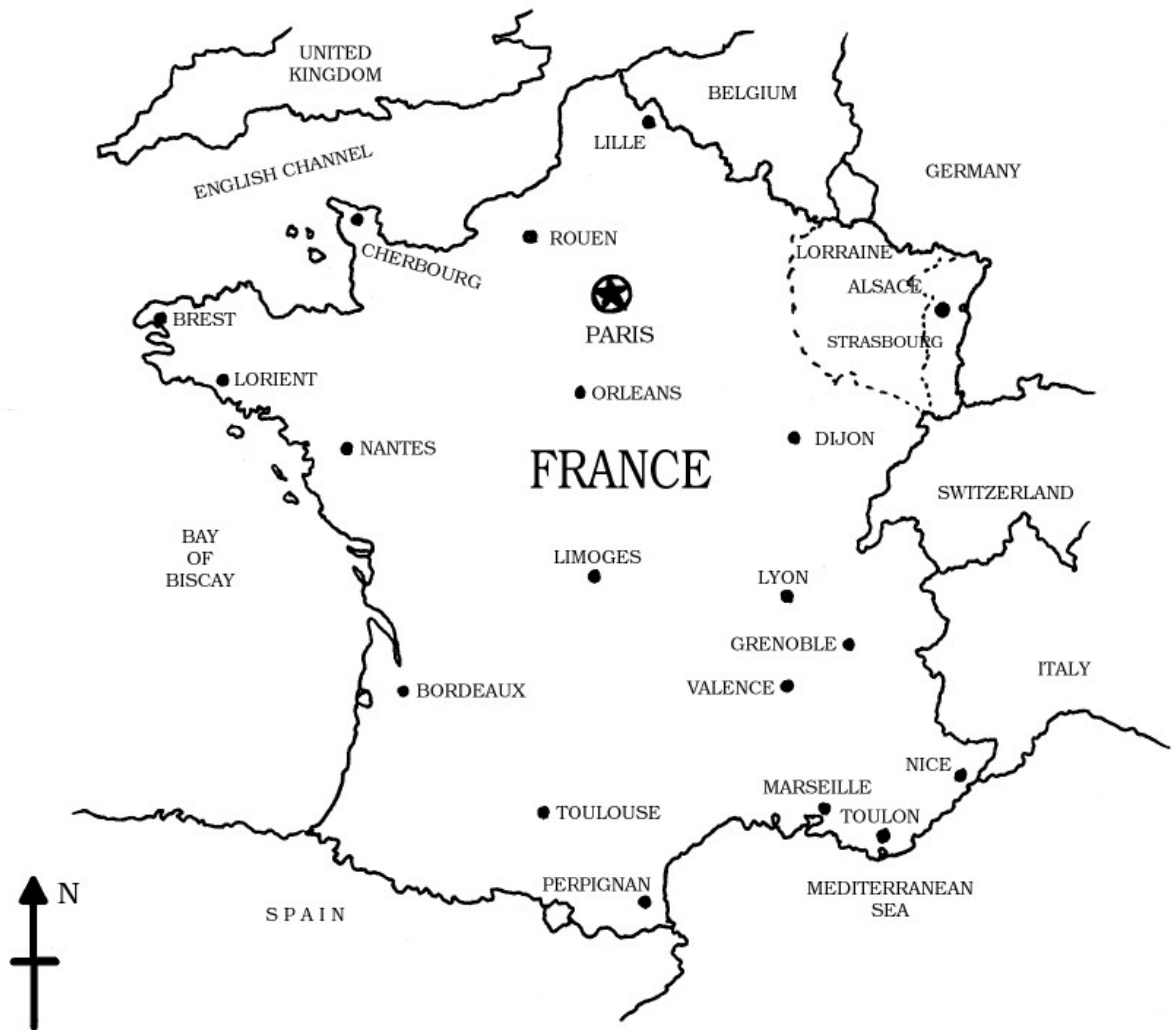 UNITED
KINGDOM
BELGIUM
LILLE
ENGLISH CHANNEL
GERMANY
ROUEN
LORRAINE
CHERBOURG
ALSACE
BREST
PARIS
STRASBOURG
LORIENT
ORLEANS
NANTES
DIJON
FRANCE
SWITZERLAND
BAY
OF
BISCAY
LIMOGES
LYON
GRENOBLE
ITALY
VALENCE
BORDEAUX
NICE
MARSEILLE
TOULOUSE
TOULON
PERPIGNAN
MEDITERRANEAN
SEA
N
SPAIN